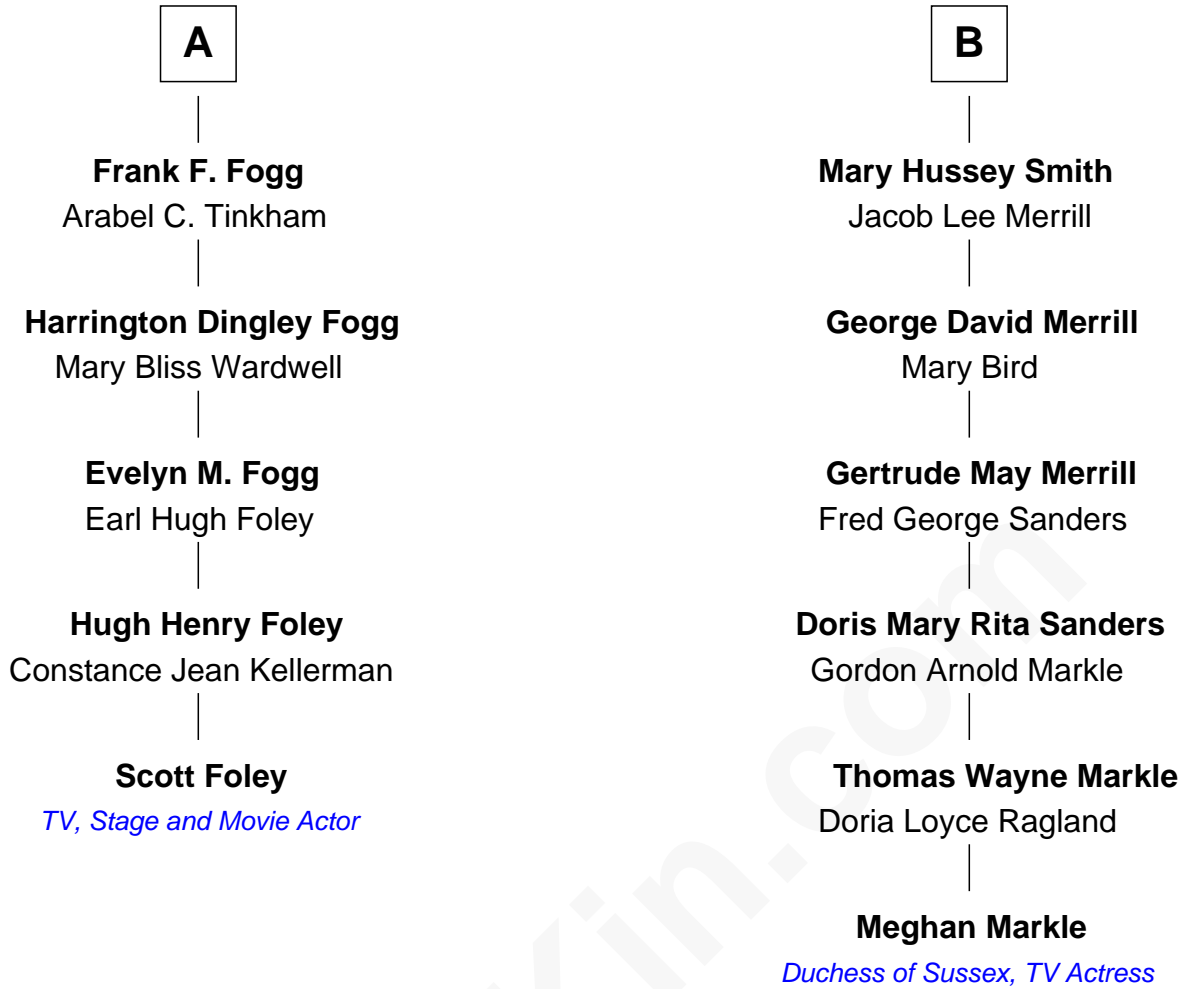 A
Frank F. Fogg
Arabel C. Tinkham
Harrington Dingley Fogg
Mary Bliss Wardwell
Evelyn M. Fogg
Earl Hugh Foley
Hugh Henry Foley
Constance Jean Kellerman
Scott Foley
TV, Stage and Movie Actor
B
Mary Hussey Smith
Jacob Lee Merrill
George David Merrill
Mary Bird
Gertrude May Merrill
Fred George Sanders
Doris Mary Rita Sanders
Gordon Arnold Markle
Thomas Wayne Markle
Doria Loyce Ragland
Meghan Markle
Duchess of Sussex, TV Actress
Kin.com